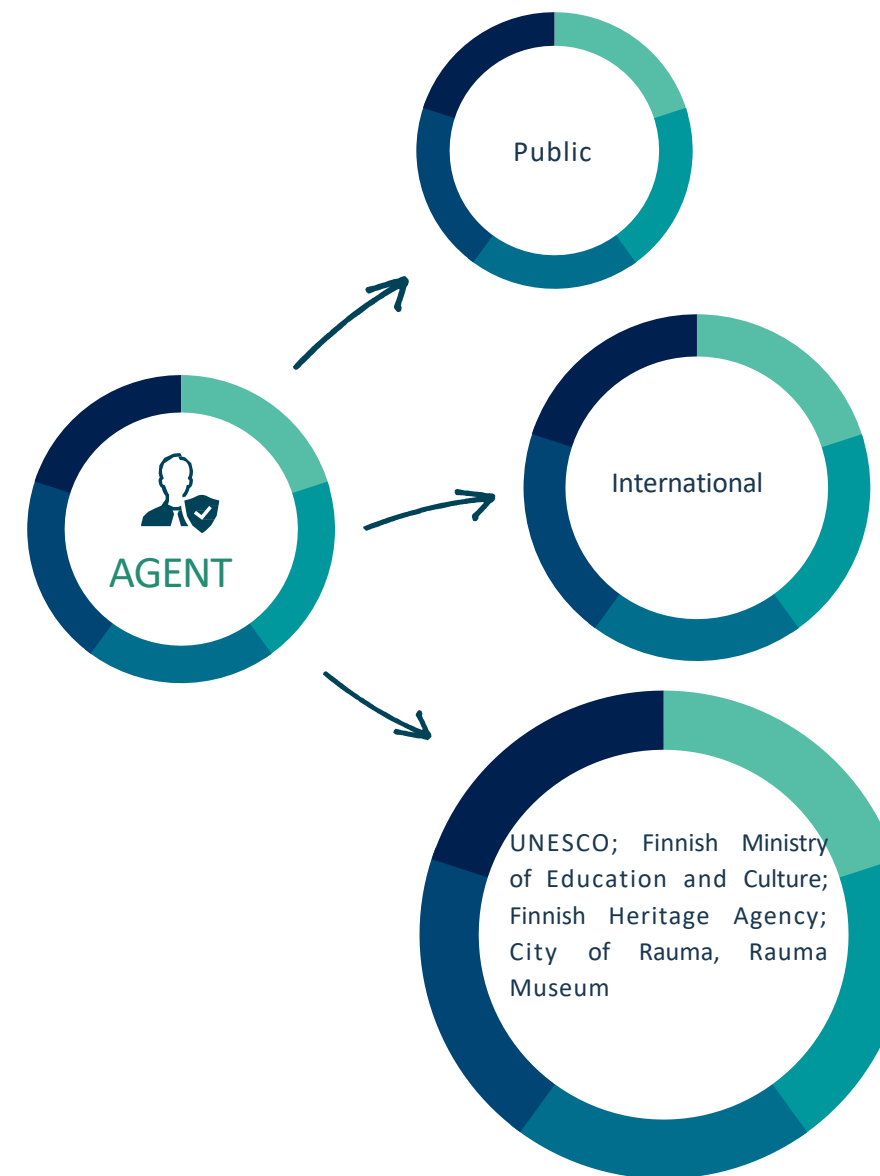 Public
International
AGENT
UNESCO; Finnish Ministry
of Education and Culture;
Finnish Heritage Agency;
City of Rauma, Rauma
Museum